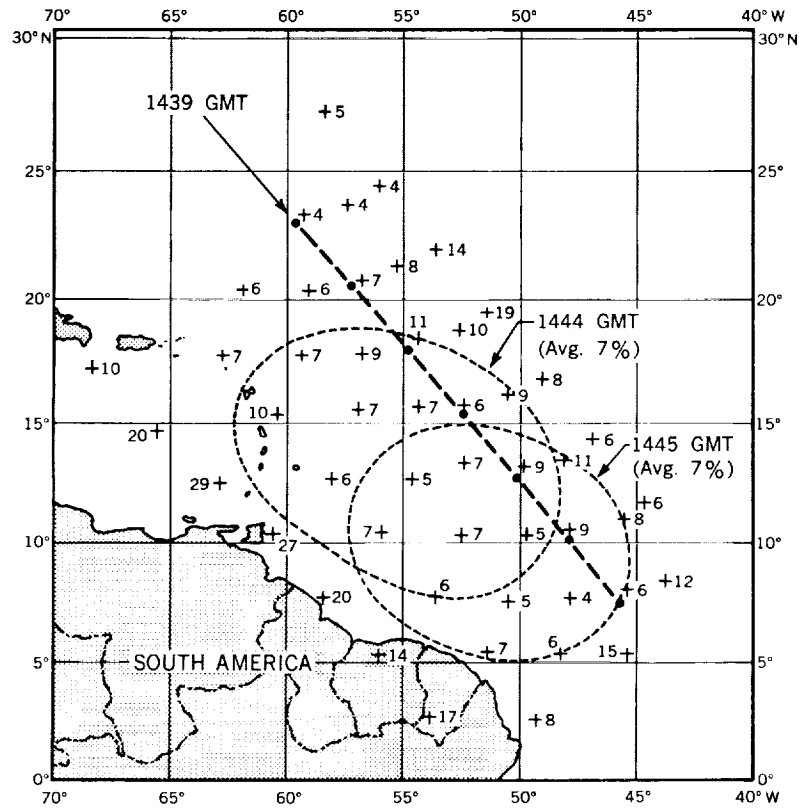 70° 65° 60° 55° 50° 45° 40° W
30° N 30° N
1439 GMT
+5
25° 25°
+4
+4
+4
+14
+8
+7
+6 +6
20° 20°
+19
1444 GMT
(Avg. 7%)
11
+10
+7 +7 +9
+10
+8
+9
+7 +7 +6
10+
15° 15°
20+
+6
1445 GMT
(Avg. 7%)
+7 +9 +11
29+ +6 +5
+6
+8
+27
7+ +7 +5 +9
10° 10°
+12
+20 6 +5 +4 +6
+7 6 15+
+14
SOUTH AMERICA
5° 5°
+17 +8
0° 0°
70° 65° 60° 55° 50° 45° 40° W